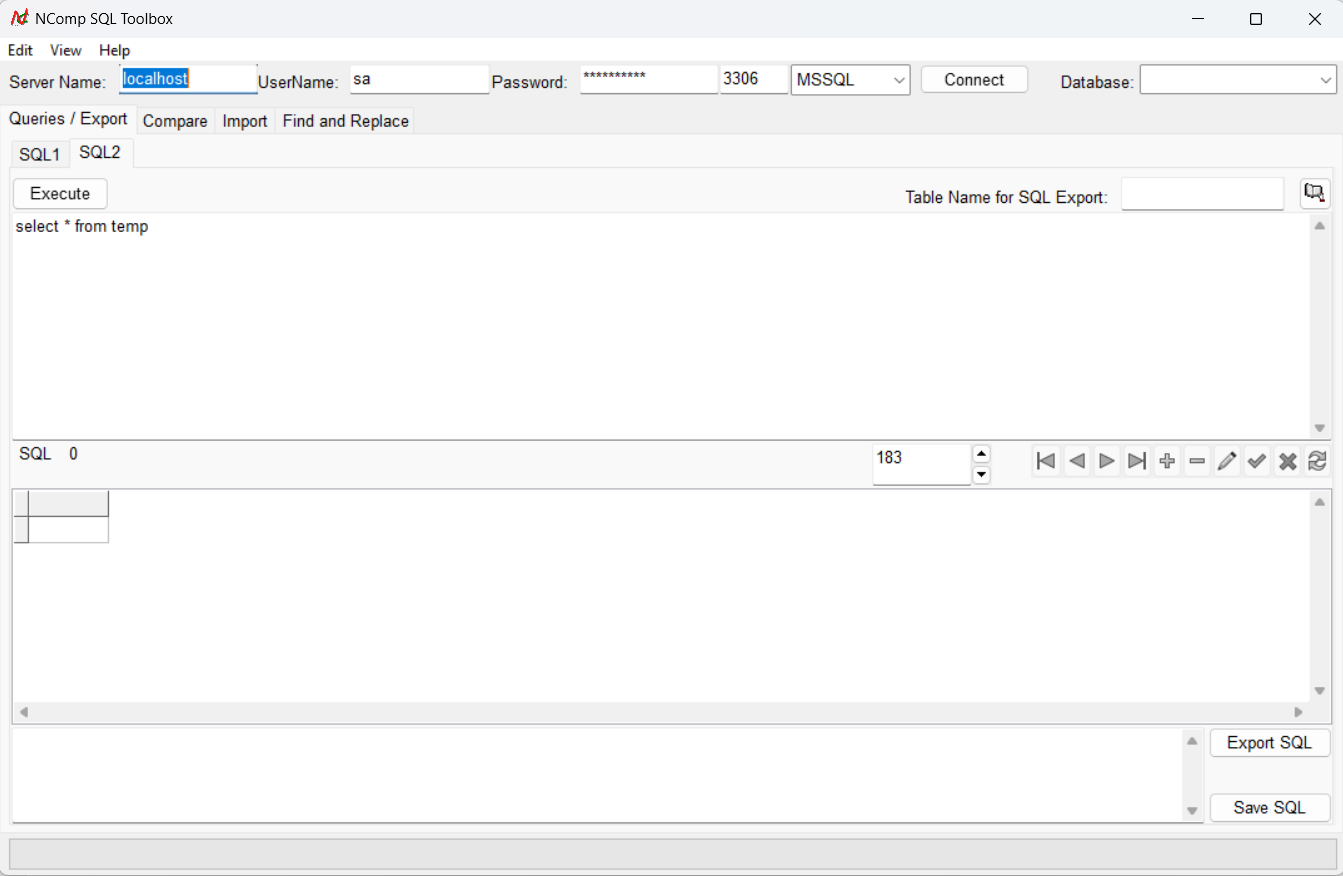 NComp SQL Toolbox
Edit View Help
Server Name: localhost UserName: sa Password: ********** 3306 MSSQL Connect Database:
Queries / Export Compare Import Find and Replace
SQL1 SQL2
Execute Table Name for SQL Export:
select * from temp
SQL 0 183
Export SQL
Save SQL